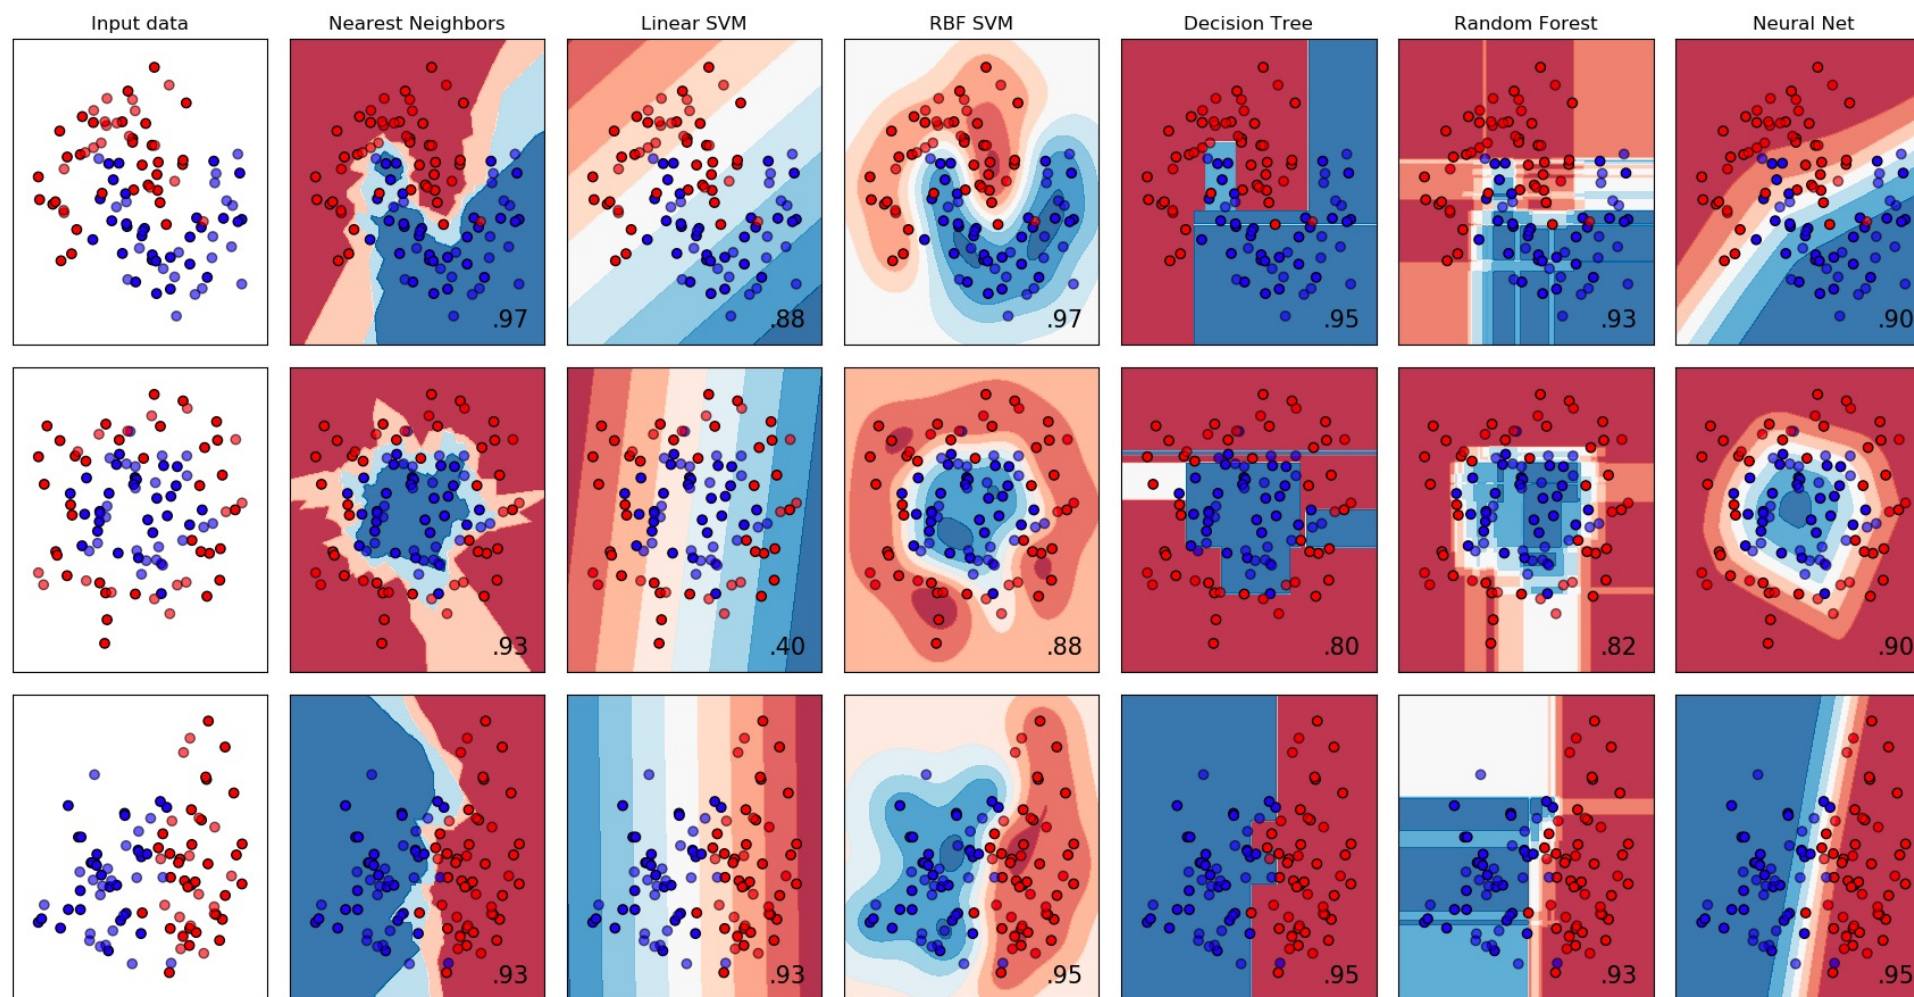 Input data Nearest Neighbors Linear SVM RBF SVM Decision Tree Random Forest Neural Net
.97 .88 .97 .95 .93 .90
.93 .40 .88 .80 .82 .90
.93 .93 .95 .95 .93 .95